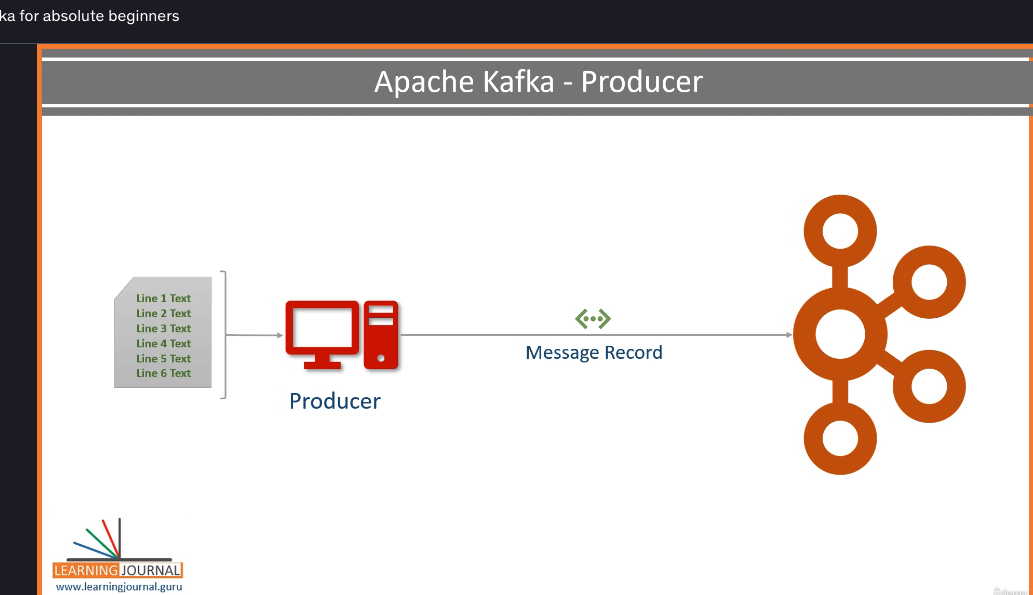 ka for absolute beginners
Apache Kafka - Producer
Line 1 Text
Line 2 Text
Line 3 Text
Line 4 Text
Line 5 Text
Line 6 Text
Producer
Message Record
LEARNING JOURNAL
www.learningjournal.guru